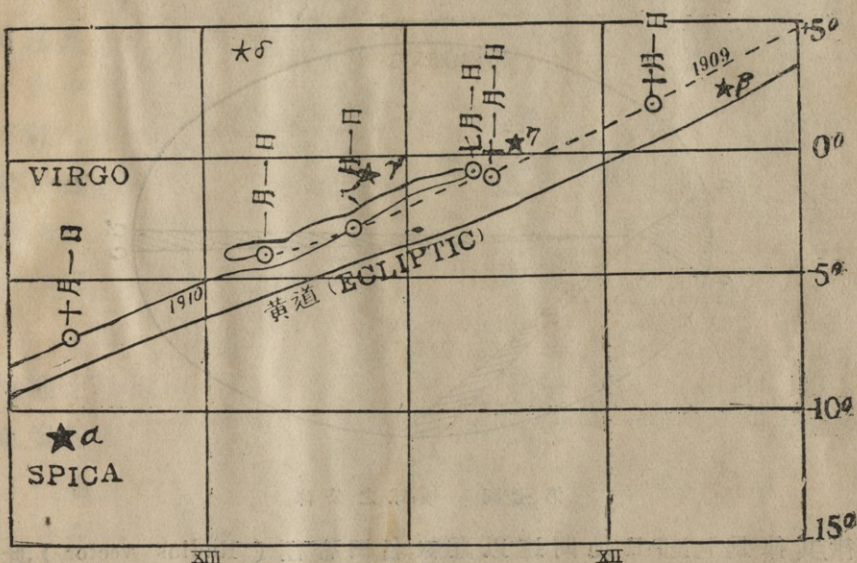 +5°
δ
1909
β
十月一日
七月一日
十一月一日
η
0°
八月一日
γ
一月一日
VIRGO
十月一日
-5°
1910
黄道 (ECLIPTIC)
-10°
α
SPICA
-15°
XIII
XII